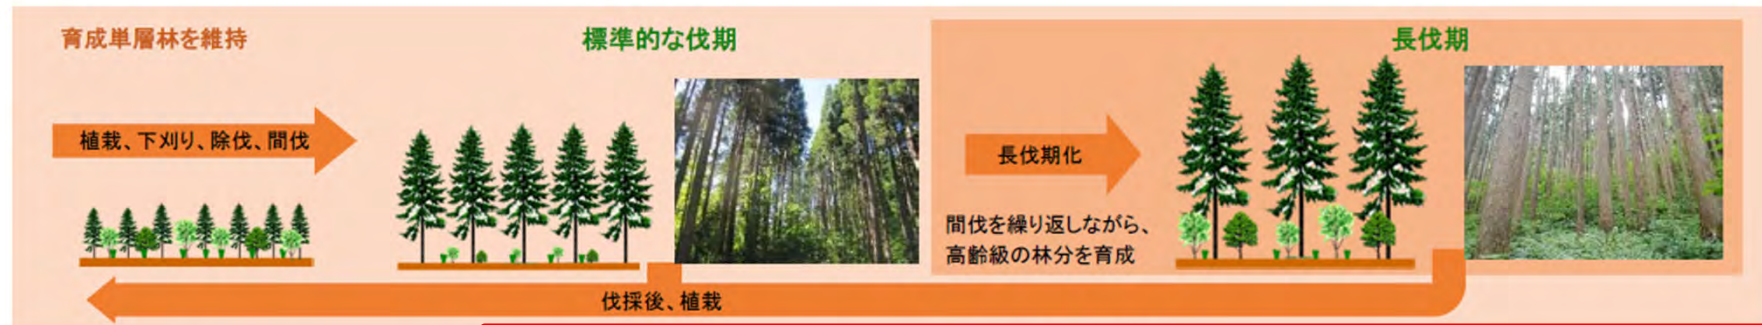 育成単層林を維持
標準的な伐期
長伐期
植栽、下刈り、除伐、間伐
長伐期化
間伐を繰り返しながら、
高齢級の林分を育成
伐採後、植栽